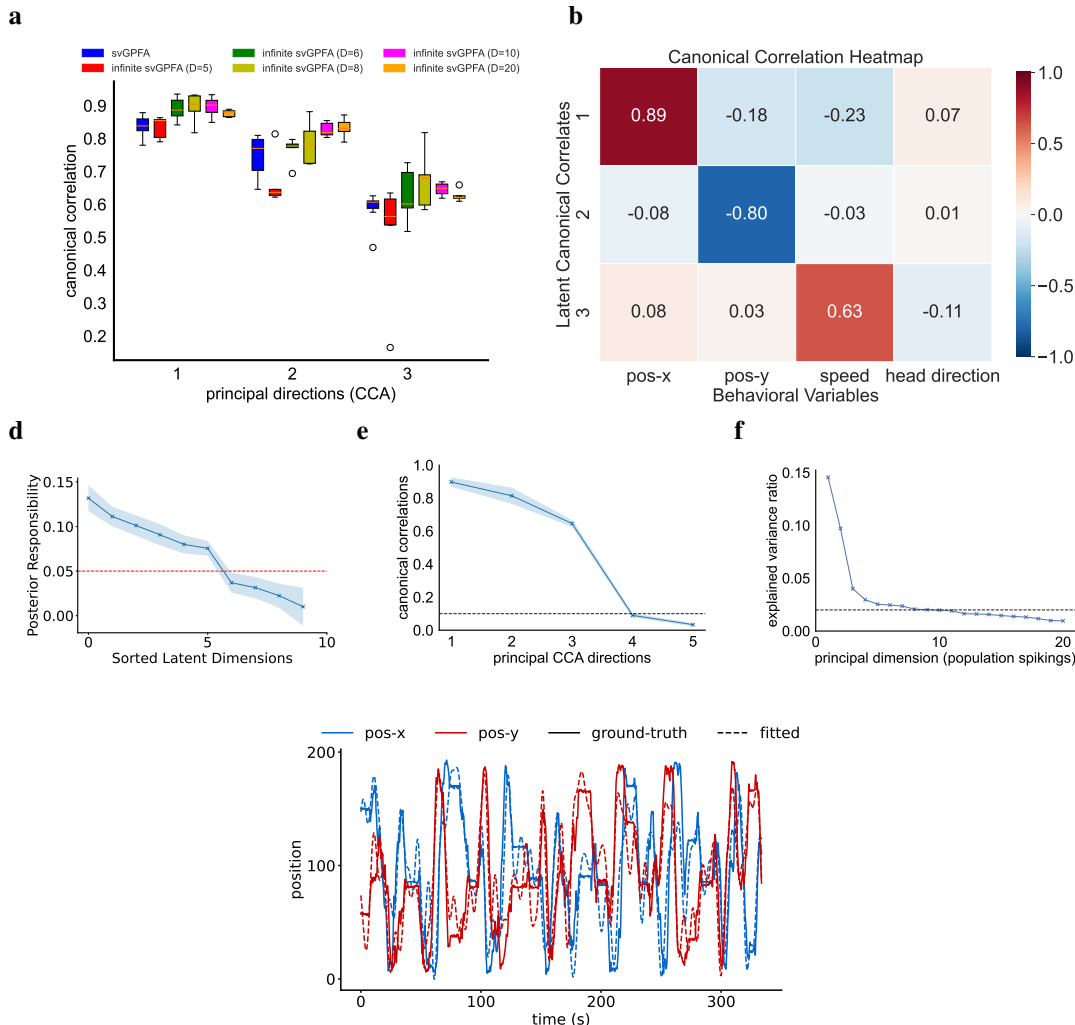 a
svGPFA
infinite svGPFA (D=5)
infinite svGPFA (D=6)
infinite svGPFA (D=8)
infinite svGPFA (D=10)
infinite svGPFA (D=20)
canonical correlation
0.9
0.8
0.7
0.6
0.5
0.4
0.3
0.2
1 2 3
principal directions (CCA)
b
Canonical Correlation Heatmap
Latent Canonical Correlates
1
2
3
0.89 -0.18 -0.23 0.07
-0.08 -0.80 -0.03 0.01
0.08 0.03 0.63 -0.11
pos-x pos-y speed head direction
Behavioral Variables
1.0
0.5
0.0
−0.5
−1.0
d
Posterior Responsibility
0.15
0.10
0.05
0.00
0 5 10
Sorted Latent Dimensions
e
canonical correlations
1.0
0.8
0.6
0.4
0.2
0.0
1 2 3 4 5
principal CCA directions
f
explained variance ratio
0.15
0.10
0.05
0.00
0 5 10 15 20
principal dimension (population spikings)
pos-x pos-y ground-truth fitted
position
200
100
0
0 100 200 300
time (s)